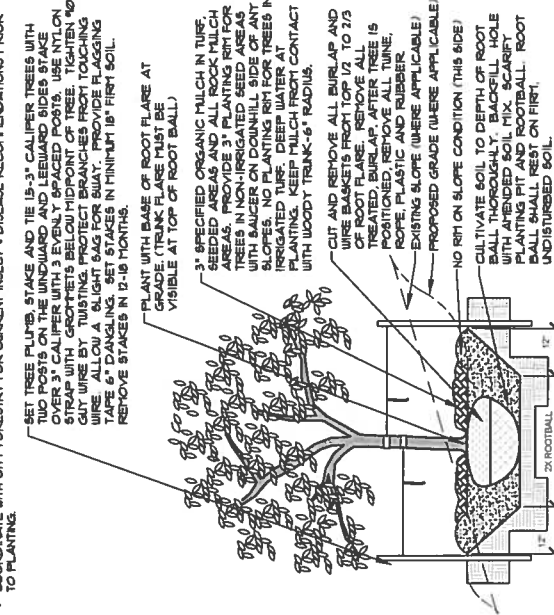 TO PLANTING.
SET TREE PLUMB, STAKE AND TIE 1.5-3" CALIPER TREES WITH
TWO POSTS ON THE WINDWARD AND LEEWARD SIDES STAKE
OVER 3" CALIPER WITH 3 EVENLY SPACED POSTS. USE NYLON
STRAP WITH GROMMETS BELOW MIDPOINT OF TREE. TIGHTEN
GUY WIRE BY TWISTING. PROTECT BRANCHES FROM TOUCHING
WIRE. ALLOW A SLIGHT SAG FOR SWAY. PROVIDE FLAGGING
TAPE 6" DANGLING. SET STAKES IN MINIMUM 18" FIRM SOIL.
REMOVE STAKES IN 12-18 MONTHS.
PLANT WITH BASE OF ROOT FLARE AT
GRADE. (TRUNK FLARE MUST BE
VISIBLE AT TOP OF ROOT BALL)
3" SPECIFIED ORGANIC MULCH IN TURF,
SEEDED AREAS AND ALL ROCK MULCH
AREAS. PROVIDE 3" PLANTING RIM FOR
TREES IN NON-IRRIGATED SEED AREAS
WITH SAUCER ON DOWNHILL SIDE OF ANY
SLOPES. NO PLANTING RIM FOR TREES IN
IRRIGATED TURF. DEEP WATER AT
PLANTING. KEEP MULCH FROM CONTACT
WITH WOODY TRUNK-6" RADIUS.
CUT AND REMOVE ALL BURLAP AND
WIRE BASKETS FROM TOP 1/2 TO 2/3
OF ROOT FLARE. REMOVE ALL
TREATED, BURLAP, AFTER TREE IS
POSITIONED, REMOVE ALL TWINE,
ROPE, PLASTIC AND RUBBER.
EXISTING SLOPE (WHERE APPLICABLE)
PROPOSED GRADE (WHERE APPLICABLE)
NO RIM ON SLOPE CONDITION (THIS SIDE)
CULTIVATE SOIL TO DEPTH OF ROOT
BALL THOROUGHLY. BACKFILL HOLE
WITH AMENDED SOIL MIX. SCARIFY
PLANTING PIT AND ROOTBALL. ROOT
BALL SHALL REST ON FIRM,
UNDISTURBED SOIL.
12"
2X ROOTBALL
12"